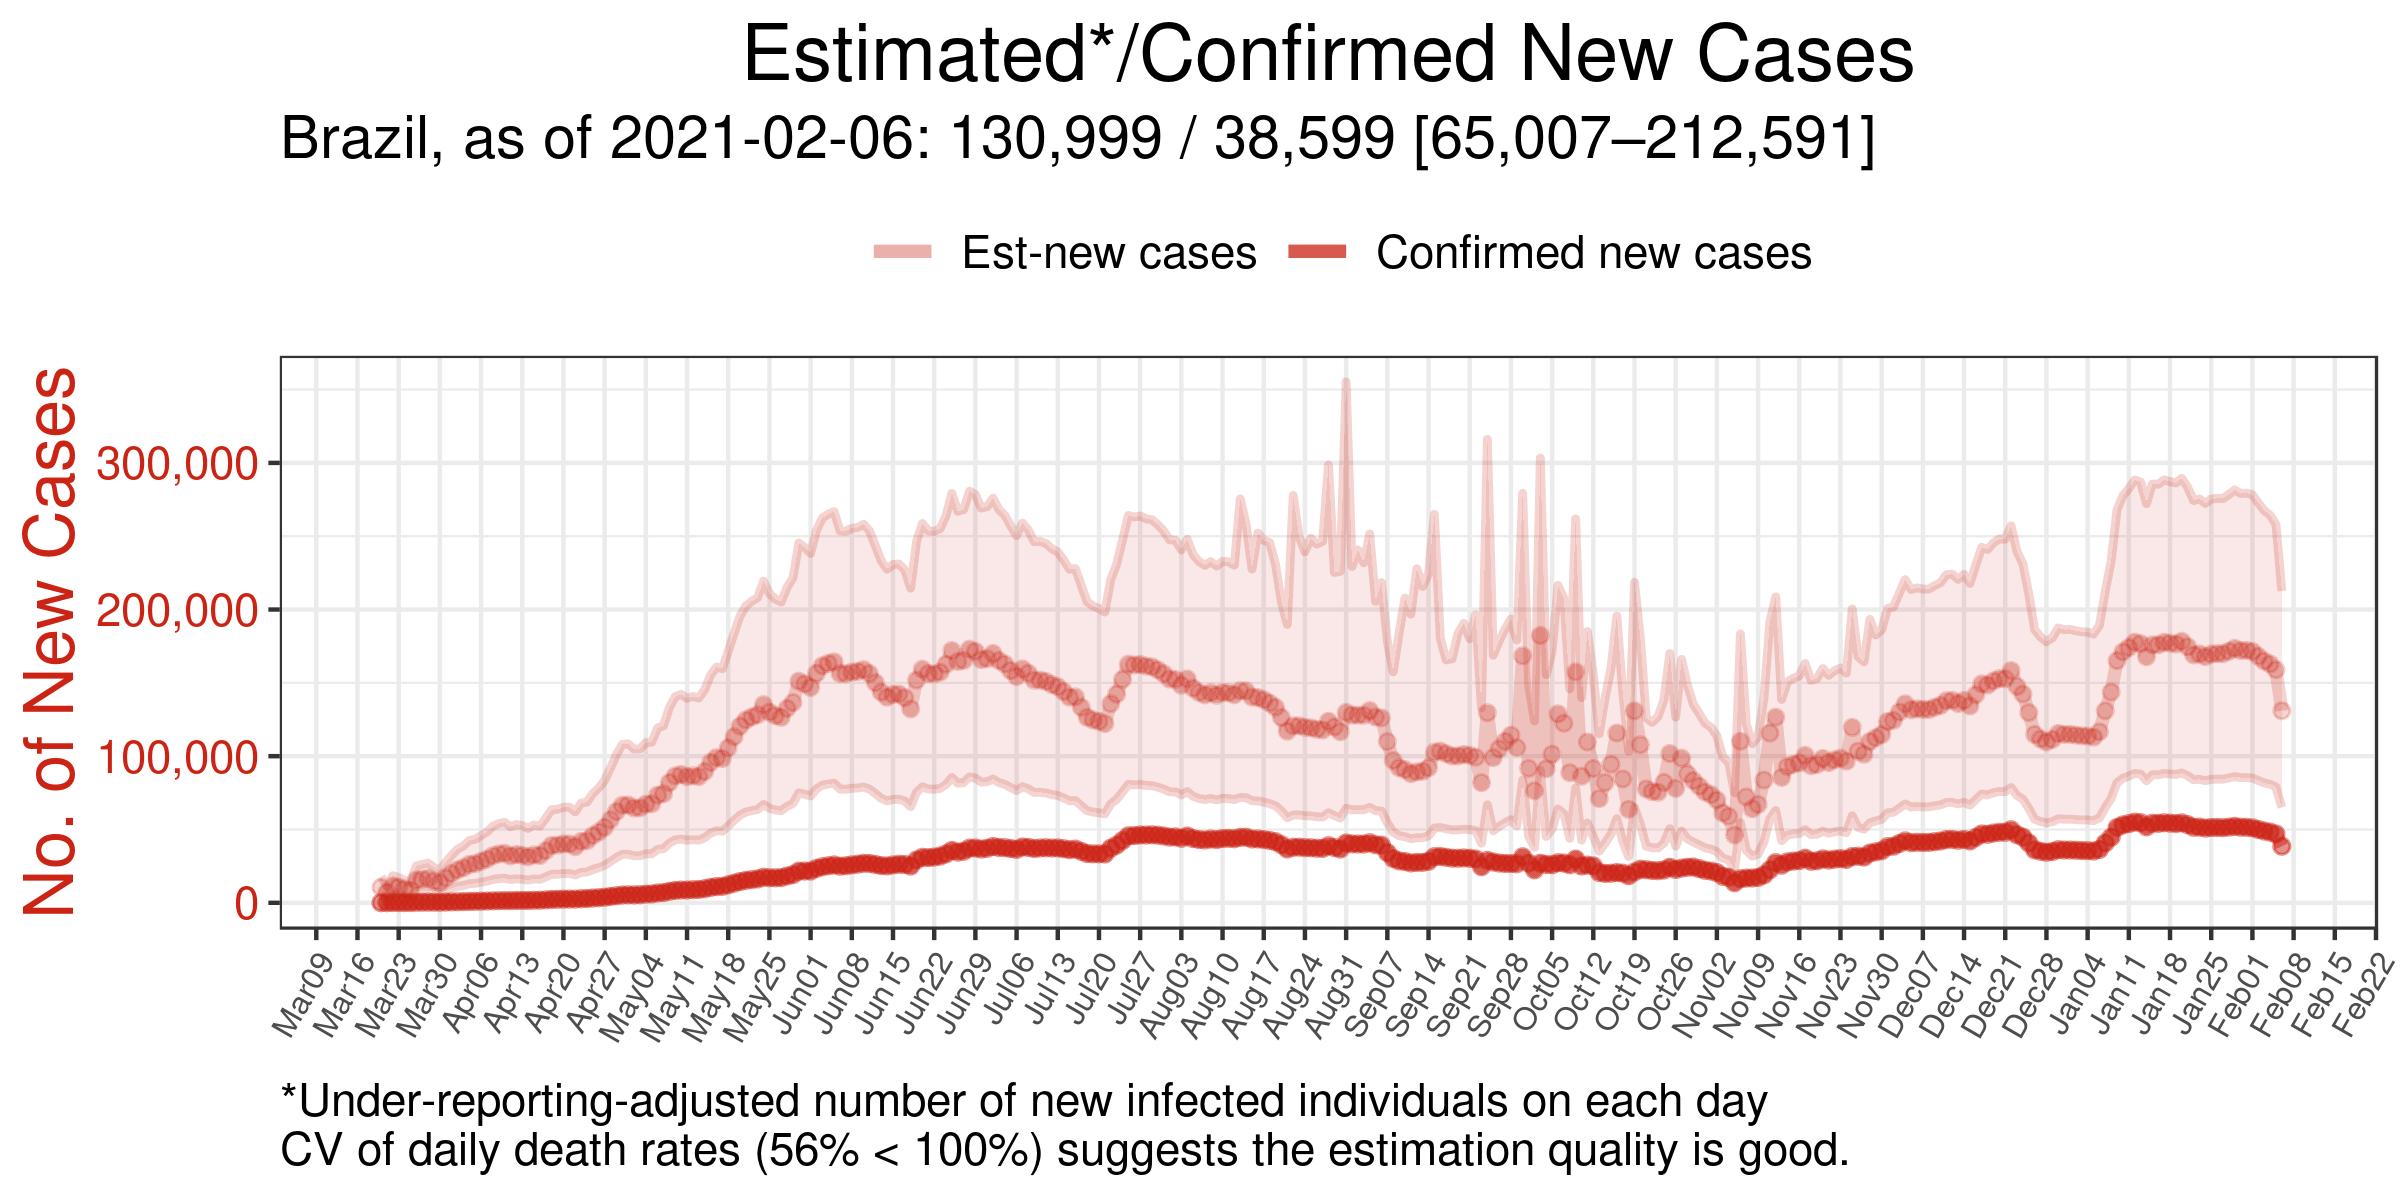 Estimated*/Confirmed New Cases
Brazil, as of 2021-02-06: 130,999 / 38,599 [65,007–212,591]
Est-new cases Confirmed new cases
No. of New Cases
300,000
200,000
100,000
0
Mar09 Mar16 Mar23 Mar30 Apr06 Apr13 Apr20 Apr27 May04 May11 May18 May25 Jun01 Jun08 Jun15 Jun22 Jun29 Jul06 Jul13 Jul20 Jul27 Aug03 Aug10 Aug17 Aug24 Aug31 Sep07 Sep14 Sep21 Sep28 Oct05 Oct12 Oct19 Oct26 Nov02 Nov09 Nov16 Nov23 Nov30 Dec07 Dec14 Dec21 Dec28 Jan04 Jan11 Jan18 Jan25 Feb01 Feb08 Feb15 Feb22
*Under-reporting-adjusted number of new infected individuals on each day
CV of daily death rates (56% < 100%) suggests the estimation quality is good.